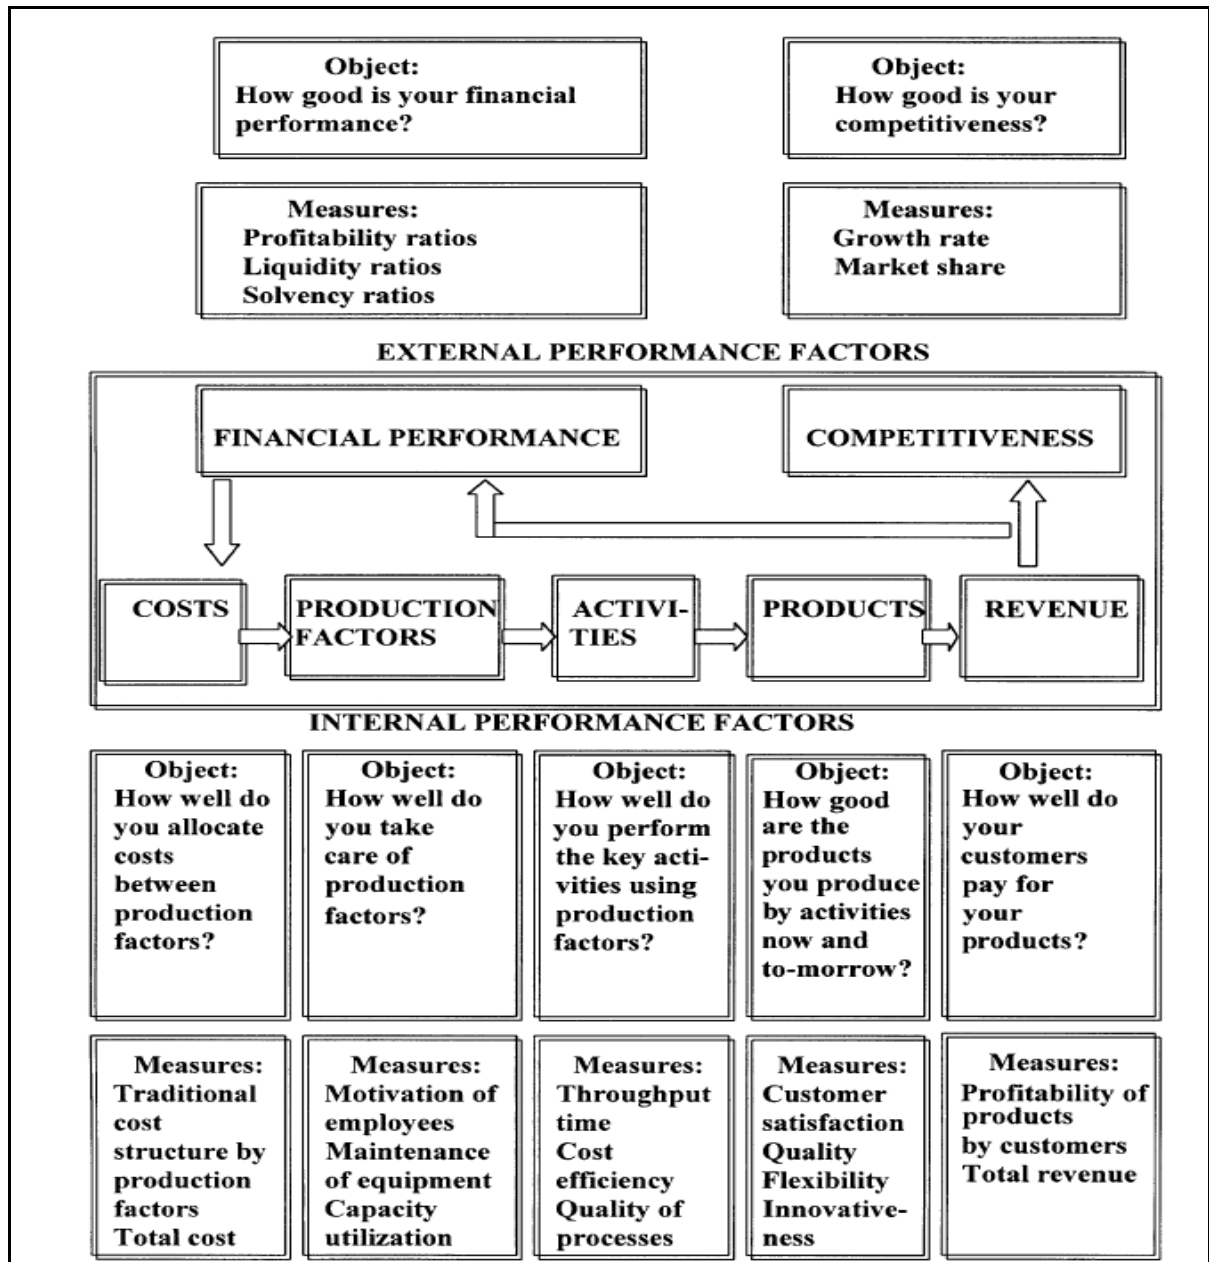 Object:
How good is your financial
performance?
Object:
How good is your
competitiveness?
Measures:
Profitability ratios
Liquidity ratios
Solvency ratios
Measures:
Growth rate
Market share
EXTERNAL PERFORMANCE FACTORS
FINANCIAL PERFORMANCE
COMPETITIVENESS
COSTS
PRODUCTION
FACTORS
ACTIVI-
TIES
PRODUCTS
REVENUE
INTERNAL PERFORMANCE FACTORS
Object:
How well do
you allocate
costs
between
production
factors?
Object:
How well do
you take
care of
production
factors?
Object:
How well do
you perform
the key acti-
vities using
production
factors?
Object:
How good
are the
products
you produce
by activities
now and
to-morrow?
Object:
How well do
your
customers
pay for
your
products?
Measures:
Traditional
cost
structure by
production
factors
Total cost
Measures:
Motivation of
employees
Maintenance
of equipment
Capacity
utilization
Measures:
Throughput
time
Cost
efficiency
Quality of
processes
Measures:
Customer
satisfaction
Quality
Flexibility
Innovative-
ness
Measures:
Profitability of
products
by customers
Total revenue